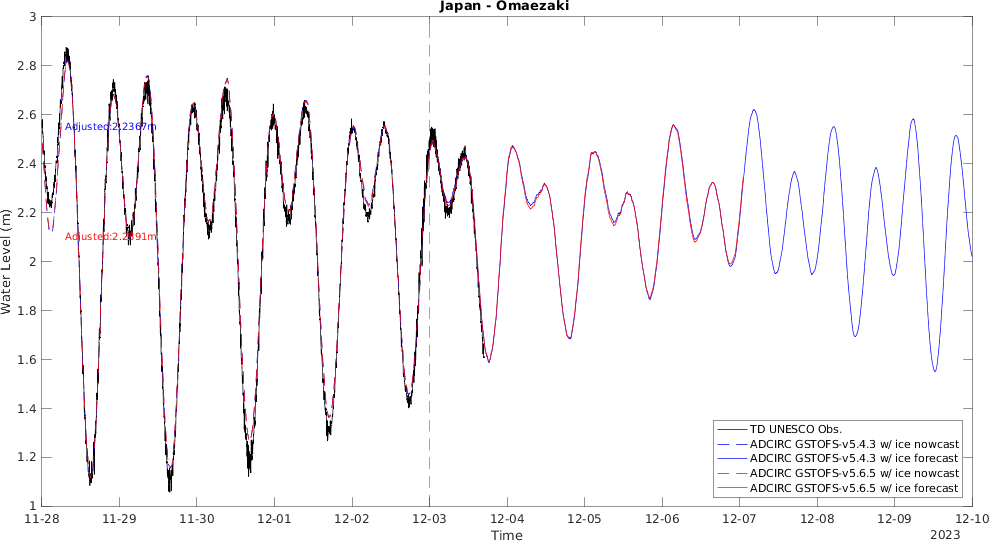 Japan - Omaezaki
3
2.8
2.6
2.4
2.2
2
1.8
1.6
1.4
1.2
1
Water Level (m)
Adjusted:2.2367m
Adjusted:2.2391m
TD UNESCO Obs.
ADCIRC GSTOFS-v5.4.3 w/ ice nowcast
ADCIRC GSTOFS-v5.4.3 w/ ice forecast
ADCIRC GSTOFS-v5.6.5 w/ ice nowcast
ADCIRC GSTOFS-v5.6.5 w/ ice forecast
11-28 11-29 11-30 12-01 12-02 12-03 12-04 12-05 12-06 12-07 12-08 12-09 12-10
Time
2023